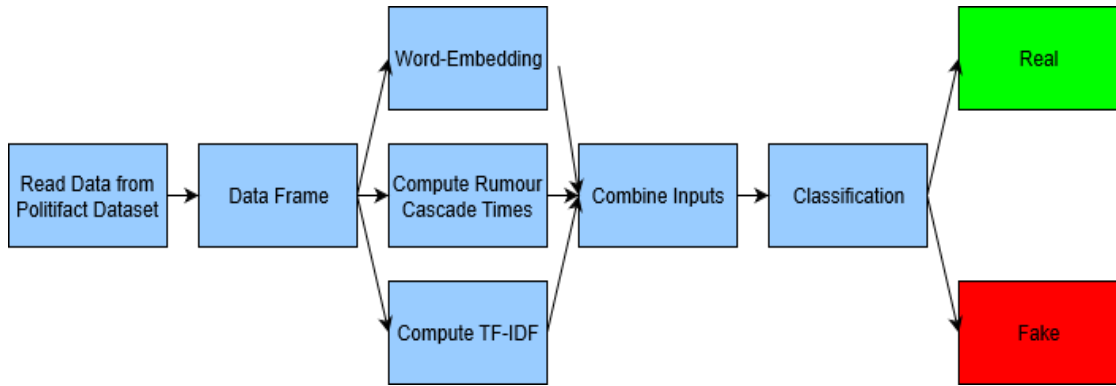 Read Data from
Politifact Dataset
Data Frame
Word-Embedding
Compute Rumour
Cascade Times
Compute TF-IDF
Combine Inputs
Classification
Real
Fake